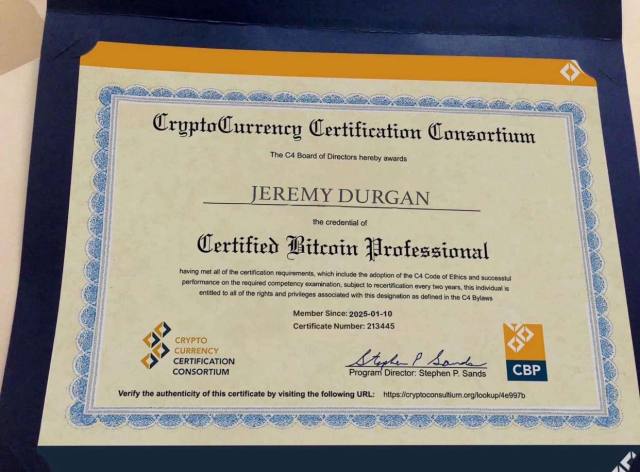 CryptoCurrency Certification Consortium
The C4 Board of Directors hereby awards
JEREMY DURGAN
the credential of
Certified Bitcoin Professional
having met all of the certification requirements, which include the adoption of the C4 Code of Ethics and successful
performance on the required competency examination, subject to recertification every two years, this individual is
entitled to all of the rights and privileges associated with this designation as defined in the C4 Bylaws
Member Since: 2025-01-10
Certificate Number: 213445
CRYPTO
CURRENCY
CERTIFICATION
CONSORTIUM
Stephen P Sands
Program Director: Stephen P. Sands
CBP
Verify the authenticity of this certificate by visiting the following URL: https://cryptoconsultium.org/lookup/4e997b